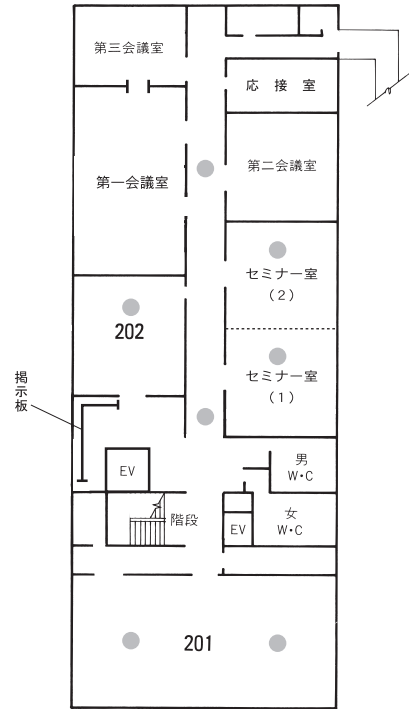 第三会議室
応接室
第一会議室
第二会議室
セミナー室
(2)
202
セミナー室
(1)
掲示板
EV
男
W・C
階段
女
W・C
EV
201